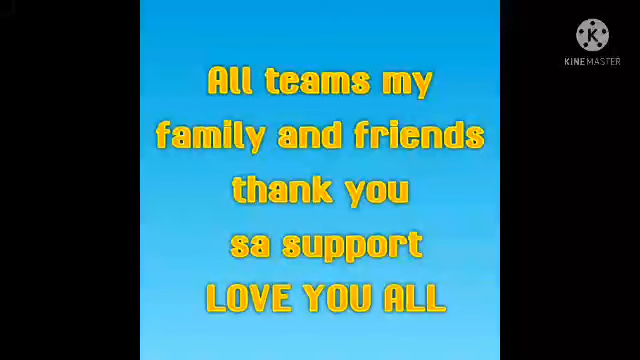 All teams my
family and friends
thank you
sa support
LOVE YOU ALL
KINEMASTER